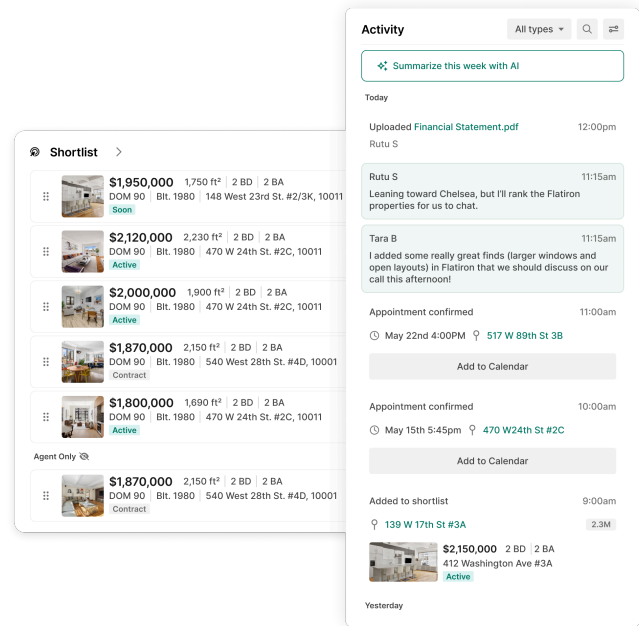 Shortlist
$1,950,000 1,750 ft² 2 BD 2 BA
DOM 90 Blt. 1980 148 West 23rd St. #2/3K, 10011
Soon
$2,120,000 2,230 ft² 2 BD 2 BA
DOM 90 Blt. 1980 470 W 24th St. #2C, 10011
Active
$2,000,000 1,900 ft² 2 BD 2 BA
DOM 90 Blt. 1980 470 W 24th St. #2C, 10011
Active
$1,870,000 2,150 ft² 2 BD 2 BA
DOM 90 Blt. 1980 540 West 28th St. #4D, 10001
Contract
$1,800,000 1,690 ft² 2 BD 2 BA
DOM 90 Blt. 1980 470 W 24th St. #2C, 10011
Active
Agent Only
$1,870,000 2,150 ft² 2 BD 2 BA
DOM 90 Blt. 1980 540 West 28th St. #4D, 10001
Contract
Activity All types
Summarize this week with AI
Today
Uploaded Financial Statement.pdf 12:00pm
Rutu S
Rutu S 11:15am
Leaning toward Chelsea, but I'll rank the Flatiron
properties for us to chat.
Tara B 11:15am
I added some really great finds (larger windows and
open layouts) in Flatiron that we should discuss on our
call this afternoon!
Appointment confirmed 11:00am
May 22nd 4:00PM 517 W 89th St 3B
Add to Calendar
Appointment confirmed 10:00am
May 15th 5:45pm 470 W24th St #2C
Add to Calendar
Added to shortlist 9:00am
139 W 17th St #3A 2.3M
$2,150,000 2 BD 2 BA
412 Washington Ave #3A
Active
Yesterday